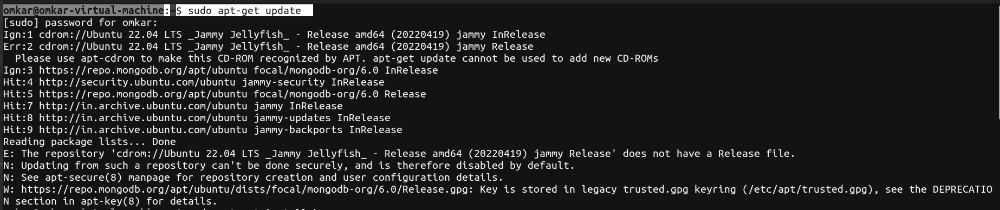 omkar@omkar-virtual-machine:~$ sudo apt-get update
[sudo] password for omkar:
Ign:1 cdrom://Ubuntu 22.04 LTS _Jammy Jellyfish_ - Release amd64 (20220419) jammy InRelease
Err:2 cdrom://Ubuntu 22.04 LTS _Jammy Jellyfish_ - Release amd64 (20220419) jammy Release
  Please use apt-cdrom to make this CD-ROM recognized by APT. apt-get update cannot be used to add new CD-ROMs
Ign:3 https://repo.mongodb.org/apt/ubuntu focal/mongodb-org/6.0 InRelease
Hit:4 http://security.ubuntu.com/ubuntu jammy-security InRelease
Hit:5 https://repo.mongodb.org/apt/ubuntu focal/mongodb-org/6.0 Release
Hit:7 http://in.archive.ubuntu.com/ubuntu jammy InRelease
Hit:8 http://in.archive.ubuntu.com/ubuntu jammy-updates InRelease
Hit:9 http://in.archive.ubuntu.com/ubuntu jammy-backports InRelease
Reading package lists... Done
E: The repository 'cdrom://Ubuntu 22.04 LTS _Jammy Jellyfish_ - Release amd64 (20220419) jammy Release' does not have a Release file.
N: Updating from such a repository can't be done securely, and is therefore disabled by default.
N: See apt-secure(8) manpage for repository creation and user configuration details.
W: https://repo.mongodb.org/apt/ubuntu/dists/focal/mongodb-org/6.0/Release.gpg: Key is stored in legacy trusted.gpg keyring (/etc/apt/trusted.gpg), see the DEPRECATIO
N section in apt-key(8) for details.